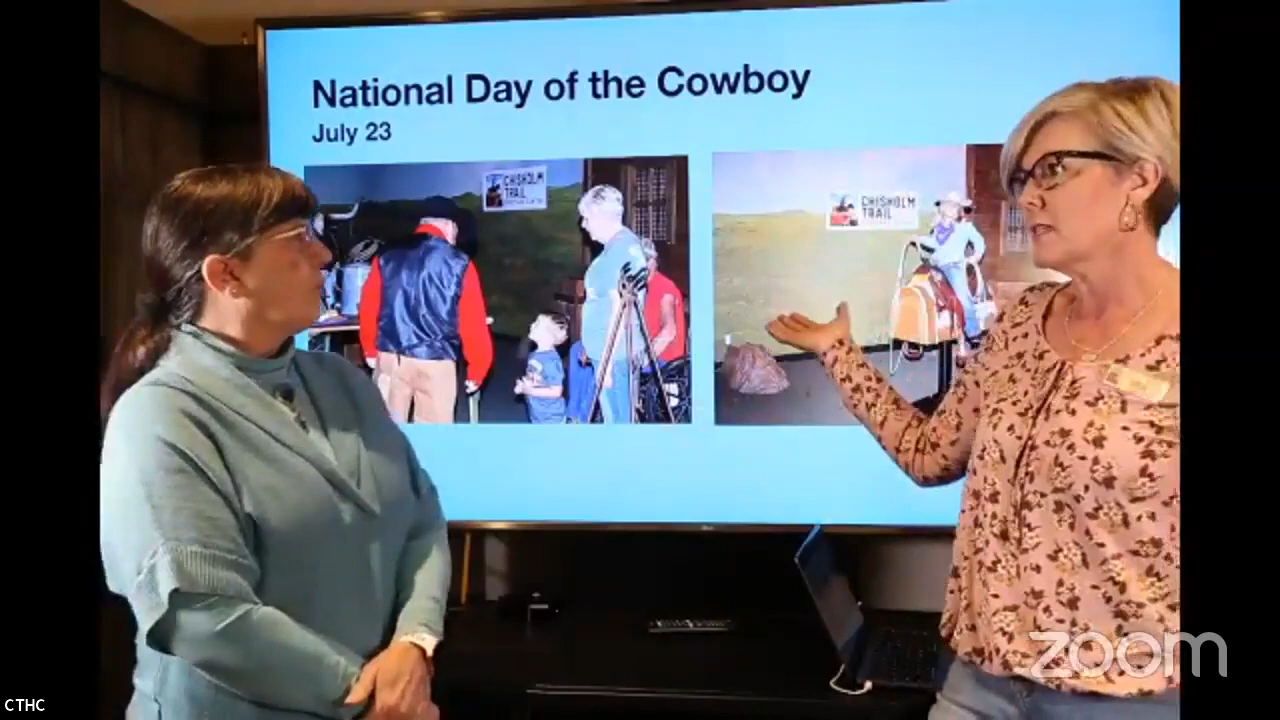 National Day of the Cowboy
July 23
CHISHOLM
TRAIL
CHISHOLM
TRAIL
zoom
CTHC